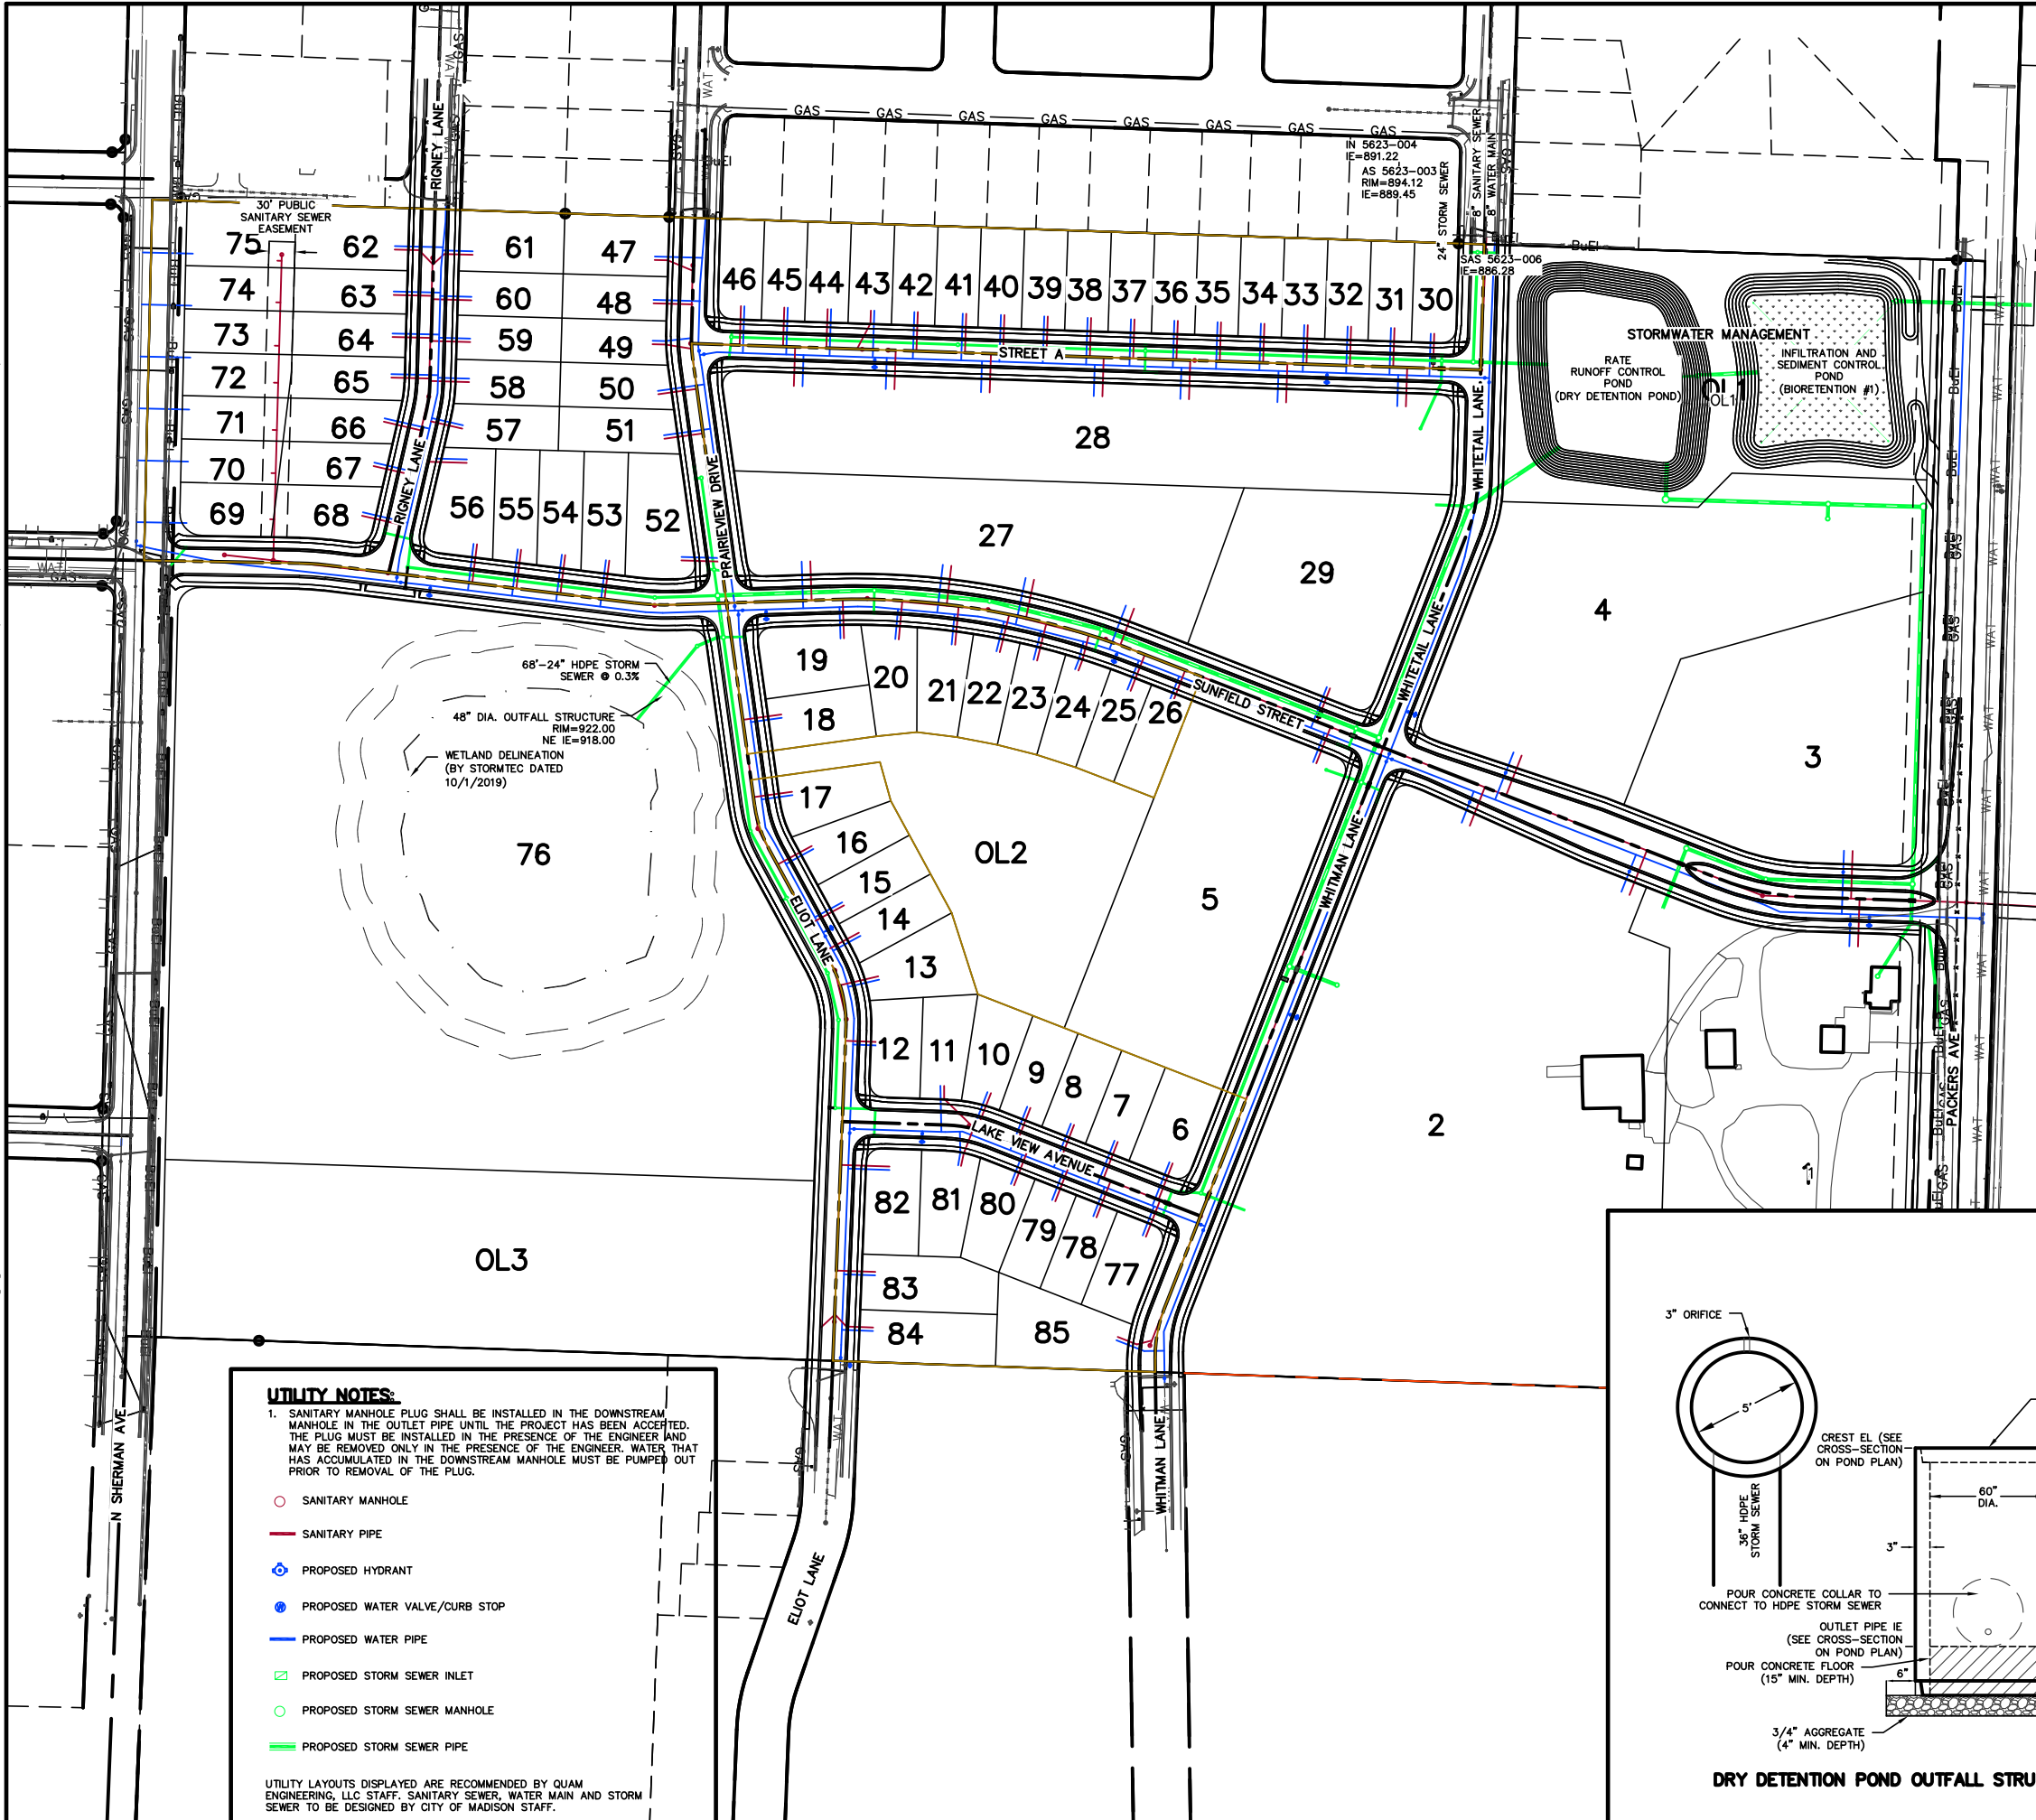 RIGNEY LANE
GAS GAS GAS GAS GAS GAS GAS GAS
IN 5623-004
IE=891.22
AS 5623-003
RIM=894.12
IE=889.45
24" STORM SEWER
8" SANITARY SEWER
8" WATER MAIN
SAS 5623-006
IE=886.28
BuEl
30' PUBLIC
SANITARY SEWER
EASEMENT
75
62
61
47
74
63
60
48
73
64
59
49
72
65
58
50
71
66
57
51
70
67
69
68
56
55
54
53
52
46
45
44
43
42
41
40
39
38
37
36
35
34
33
32
31
30
STREET A
RIGNEY LANE
PRAIRIEVIEW DRIVE
WHITETAIL LANE
STORMWATER MANAGEMENT
RATE
RUNOFF CONTROL
POND
(DRY DETENTION POND)
INFILTRATION AND
SEDIMENT CONTROL
POND
(BIORETENTION #1)
OL1
OL1
28
27
29
4
3
WHITETAIL LANE
SUNFIELD STREET
68'-24" HDPE STORM
SEWER @ 0.3%
48" DIA. OUTFALL STRUCTURE
RIM=922.00
NE IE=918.00
WETLAND DELINEATION
(BY STORMTEC DATED
10/1/2019)
19
20
21
22
23
24
25
26
18
17
16
15
14
13
76
OL2
5
ELIOT LANE
WHITMAN LANE
12
11
10
9
8
7
6
2
1
LAKE VIEW AVENUE
PACKERS AVE
82
81
80
79
78
77
83
84
85
OL3
N SHERMAN AVE
ELIOT LANE
WHITMAN LANE
UTILITY NOTES:
1. SANITARY MANHOLE PLUG SHALL BE INSTALLED IN THE DOWNSTREAM
MANHOLE IN THE OUTLET PIPE UNTIL THE PROJECT HAS BEEN ACCEPTED.
THE PLUG MUST BE INSTALLED IN THE PRESENCE OF THE ENGINEER AND
MAY BE REMOVED ONLY IN THE PRESENCE OF THE ENGINEER. WATER THAT
HAS ACCUMULATED IN THE DOWNSTREAM MANHOLE MUST BE PUMPED OUT
PRIOR TO REMOVAL OF THE PLUG.
SANITARY MANHOLE
SANITARY PIPE
PROPOSED HYDRANT
PROPOSED WATER VALVE/CURB STOP
PROPOSED WATER PIPE
PROPOSED STORM SEWER INLET
PROPOSED STORM SEWER MANHOLE
PROPOSED STORM SEWER PIPE
UTILITY LAYOUTS DISPLAYED ARE RECOMMENDED BY QUAM
ENGINEERING, LLC STAFF. SANITARY SEWER, WATER MAIN AND STORM
SEWER TO BE DESIGNED BY CITY OF MADISON STAFF.
3" ORIFICE
5'
36" HDPE
STORM SEWER
CREST EL (SEE
CROSS-SECTION
ON POND PLAN)
60"
DIA.
3"
POUR CONCRETE COLLAR TO
CONNECT TO HDPE STORM SEWER
OUTLET PIPE IE
(SEE CROSS-SECTION
ON POND PLAN)
POUR CONCRETE FLOOR
(15" MIN. DEPTH)
6"
3/4" AGGREGATE
(4" MIN. DEPTH)
DRY DETENTION POND OUTFALL STRU